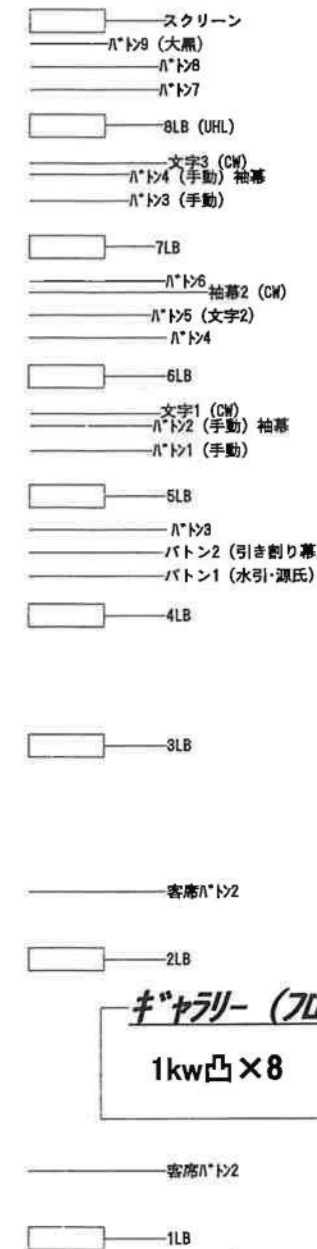 スクリーン
ﾊﾞﾄﾝ9 (大黒)
ﾊﾞﾄﾝ8
ﾊﾞﾄﾝ7
8LB (UHL)
文字3 (CW)
ﾊﾞﾄﾝ4 (手動) 袖幕
ﾊﾞﾄﾝ3 (手動)
7LB
ﾊﾞﾄﾝ6
袖幕2 (CW)
ﾊﾞﾄﾝ5 (文字2)
ﾊﾞﾄﾝ4
6LB
文字1 (CW)
ﾊﾞﾄﾝ2 (手動) 袖幕
ﾊﾞﾄﾝ1 (手動)
5LB
ﾊﾞﾄﾝ3
バトン2 (引き割り幕
バトン1 (水引･源氏)
4LB
3LB
客席ﾊﾞﾄﾝ2
2LB
ギャラリー (フロ
1kw凸×8
客席ﾊﾞﾄﾝ2
1LB